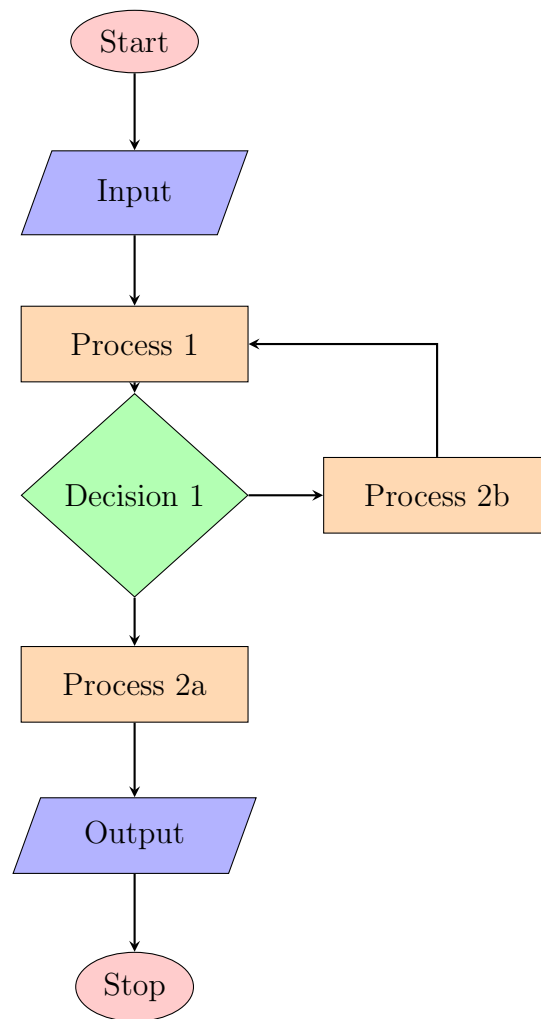 Start
Input
Process 1
Decision 1
Process 2b
Process 2a
Output
Stop